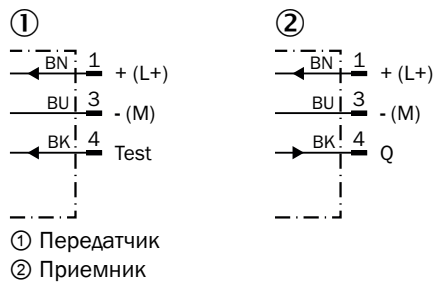 ① ②
BN 1 + (L+) BN 1 + (L+)
BU 3 - (M) BU 3 - (M)
BK 4 Test BK 4 Q
① Передатчик
② Приемник